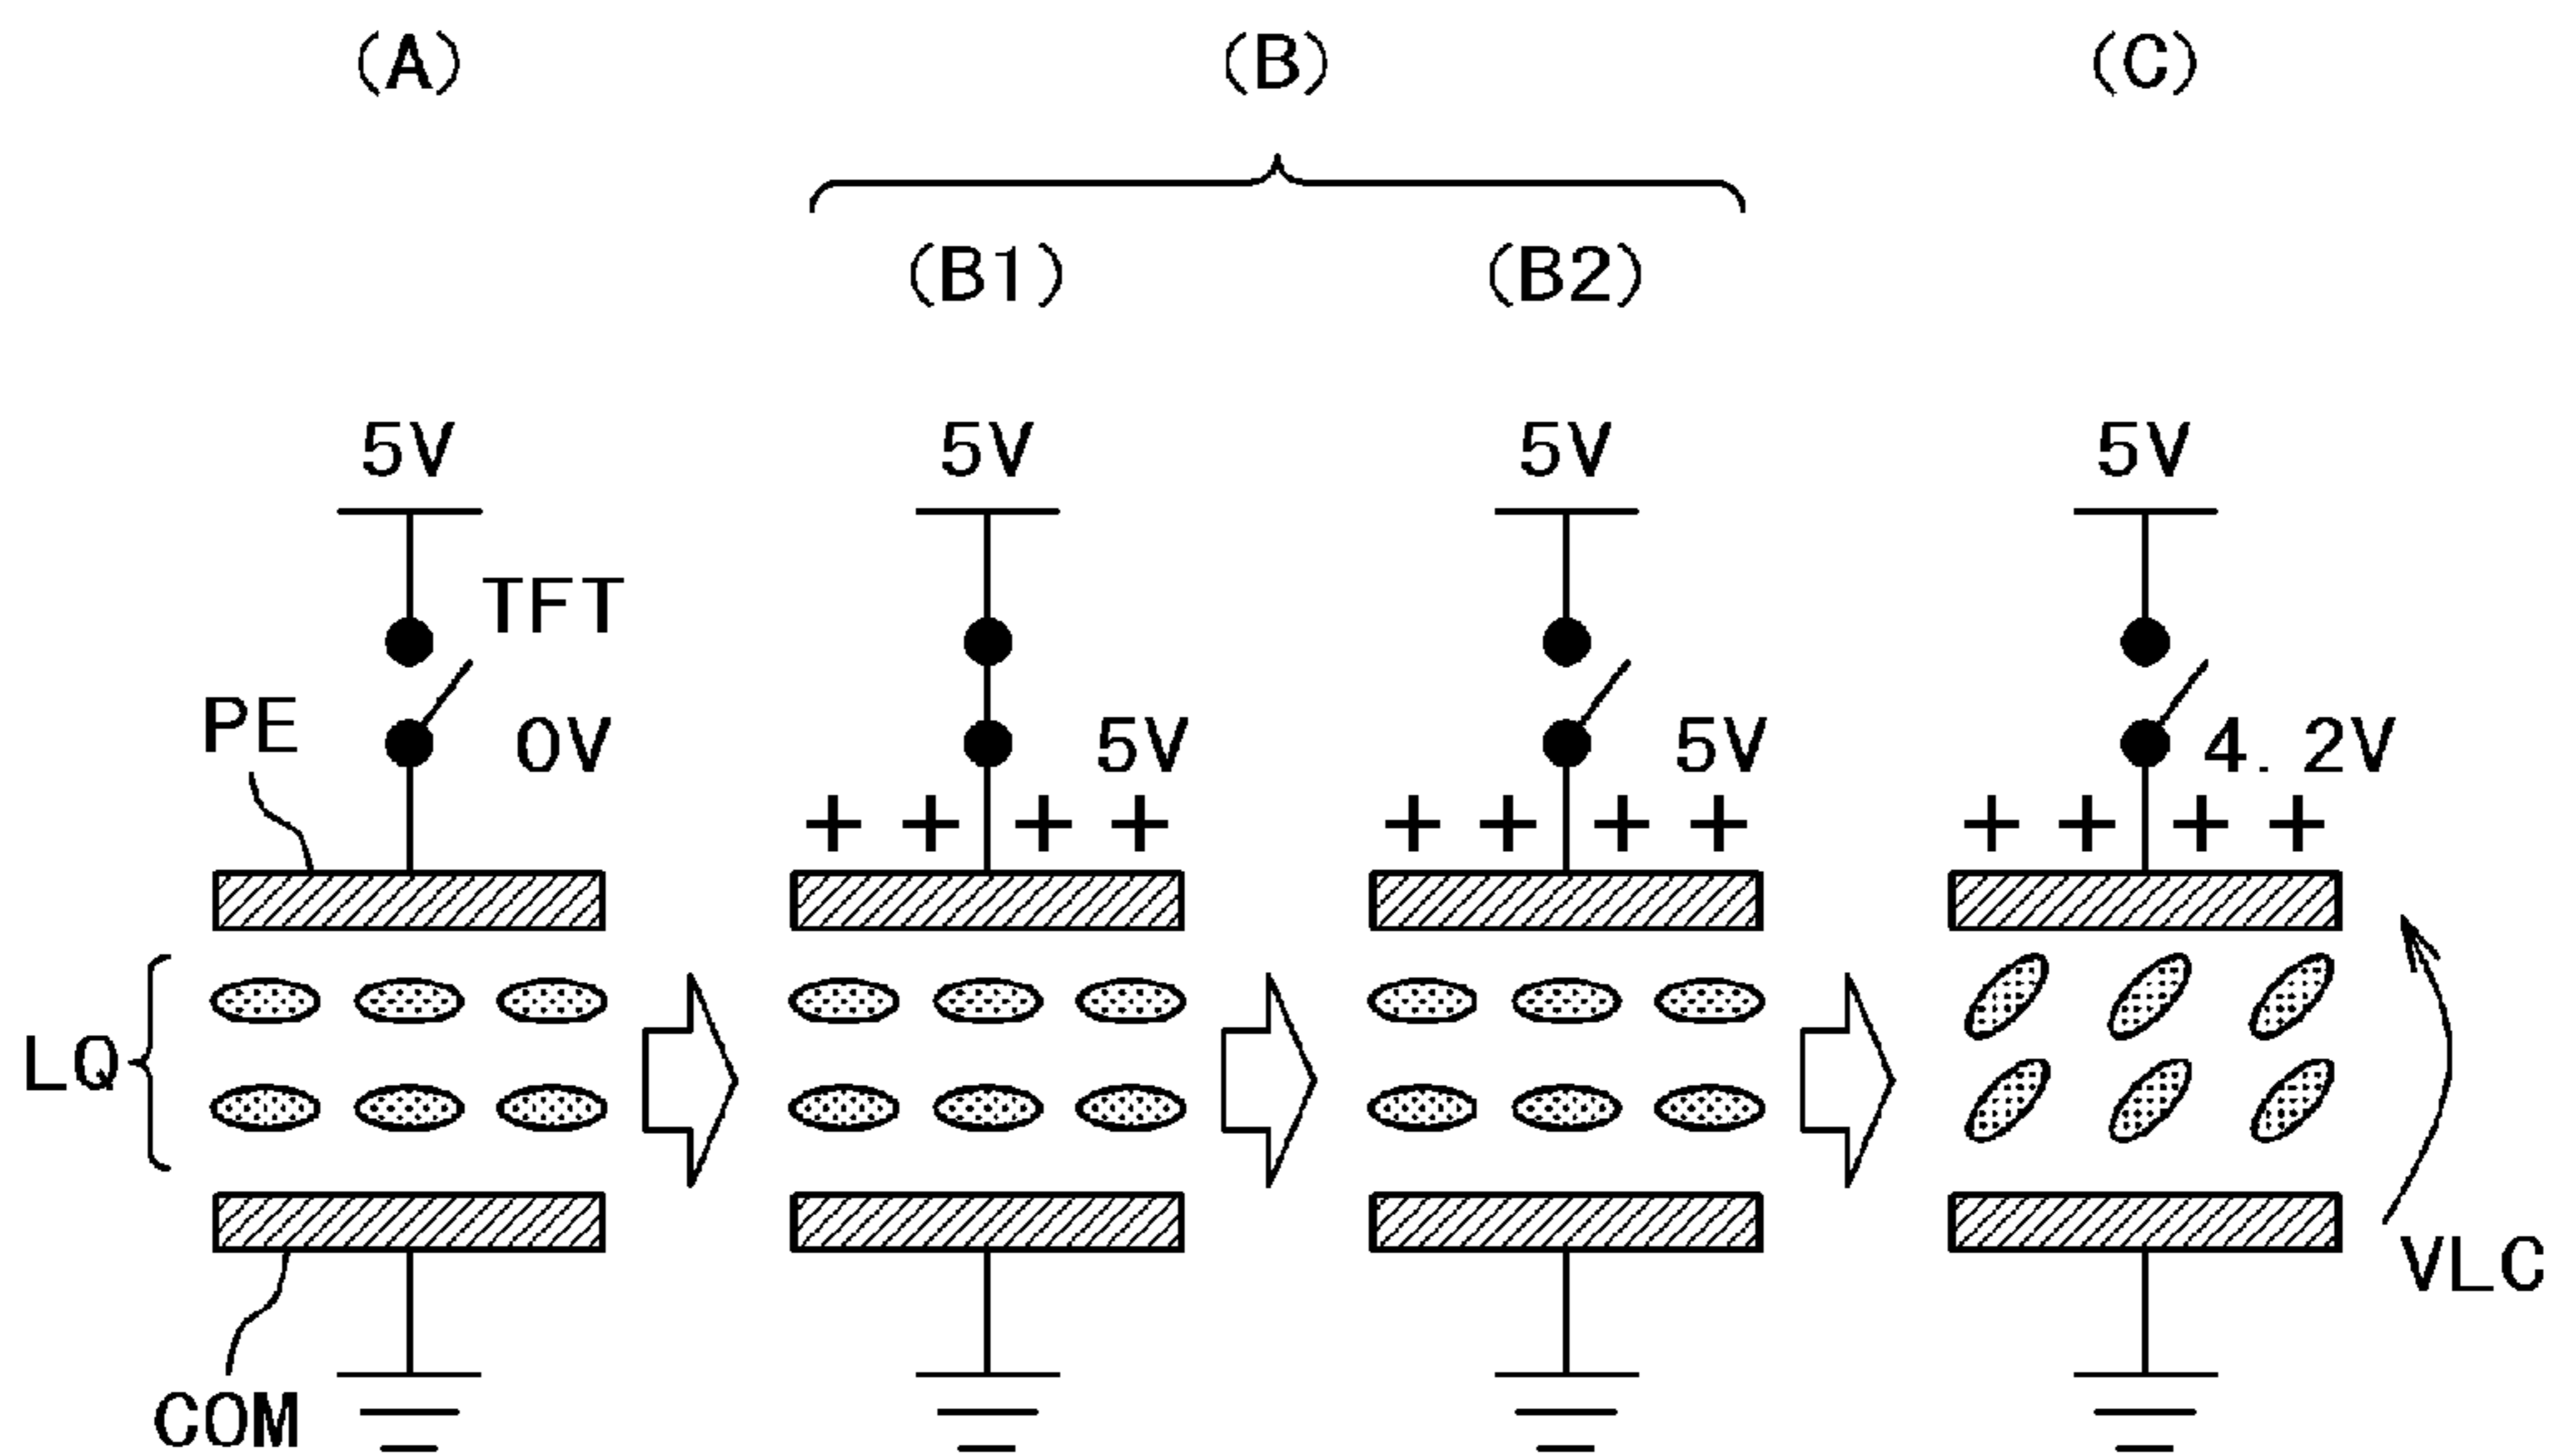 (A) (B) (C)
(B1) (B2)
5V 5V 5V 5V
TFT
PE 0V 5V 5V 4.2V
+ + + + + + + + + + + +
LQ
VLC
COM